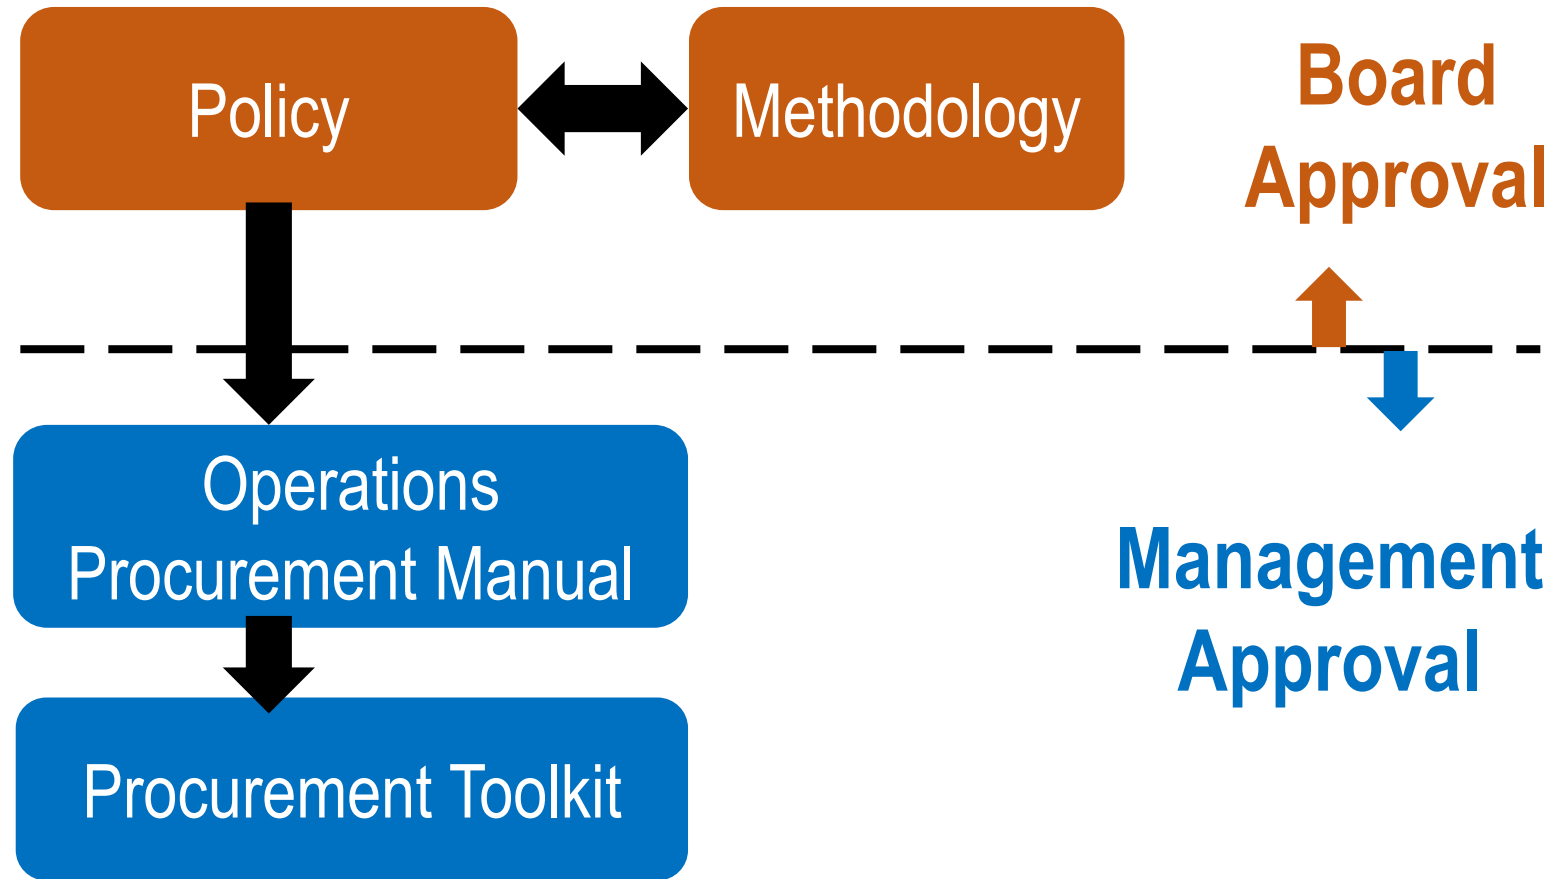 Policy
Methodology
Board
Approval
Operations
Procurement Manual
Management
Approval
Procurement Toolkit